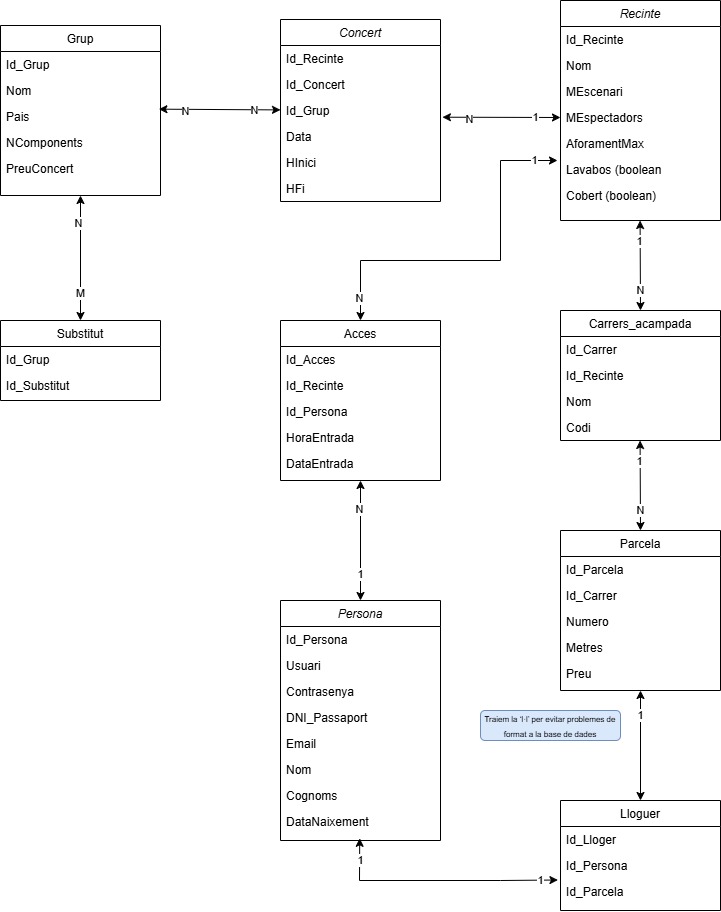 Grup
Id_Grup
Nom
Pais
NComponents
PreuConcert
Concert
Id_Recinte
Id_Concert
Id_Grup
Data
HInici
HFi
Recinte
Id_Recinte
Nom
MEscenari
MEspectadors
AforamentMax
Lavabos (boolean
Cobert (boolean)
N
N
N
1
1
N
N
M
1
N
Substitut
Id_Grup
Id_Substitut
Acces
Id_Acces
Id_Recinte
Id_Persona
HoraEntrada
DataEntrada
Carrers_acampada
Id_Carrer
Id_Recinte
Nom
Codi
N
1
1
N
Parcela
Id_Parcela
Id_Carrer
Numero
Metres
Preu
Persona
Id_Persona
Usuari
Contrasenya
DNI_Passaport
Email
Nom
Cognoms
DataNaixement
Traiem la 'l·l' per evitar problemes de
format a la base de dades
1
Lloguer
Id_Lloger
Id_Persona
Id_Parcela
1
1